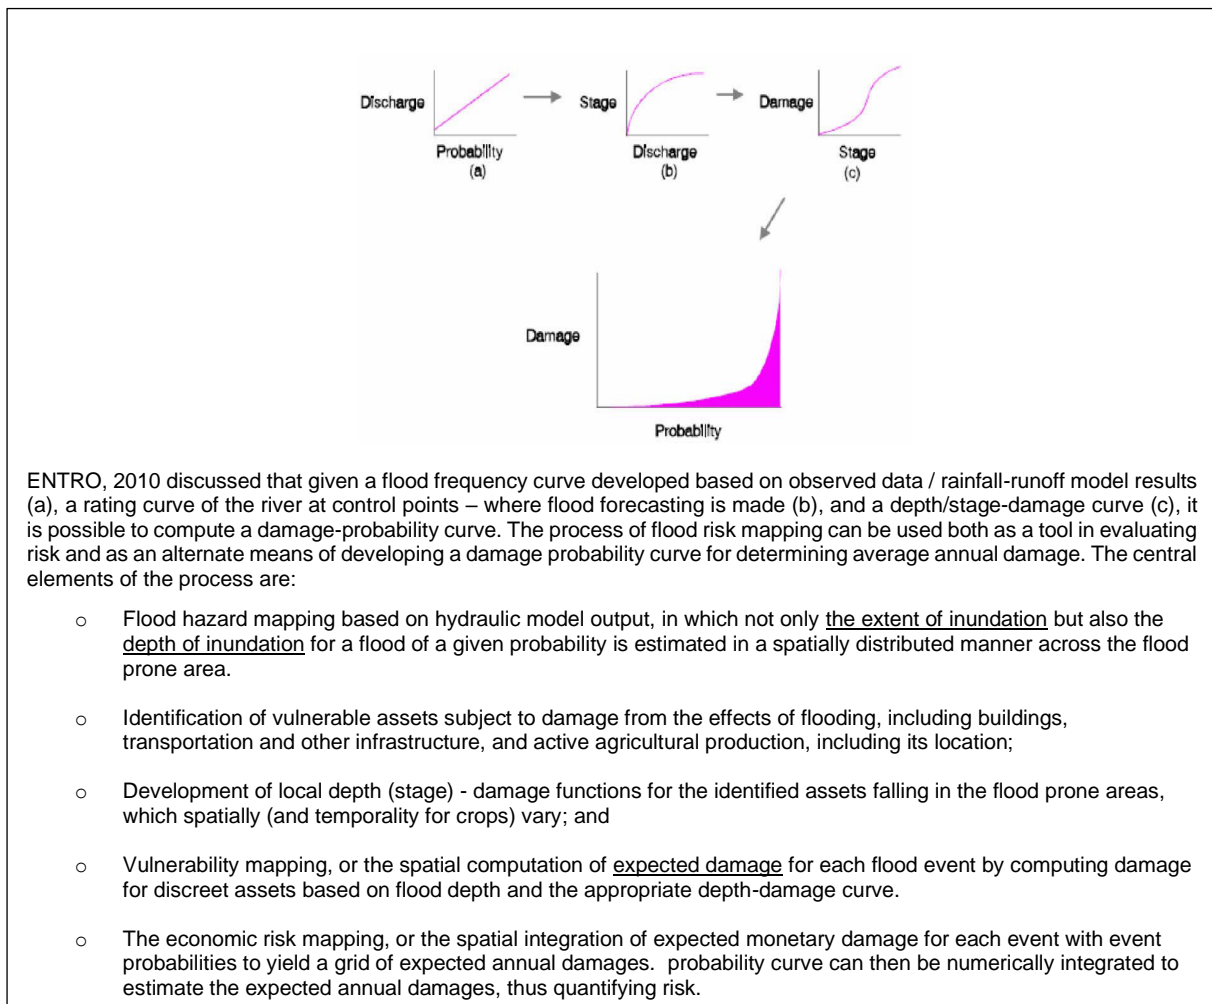 Discharge
Probability
(a)
Stage
Discharge
(b)
Damage
Stage
(c)
Damage
Probability
ENTRO, 2010 discussed that given a flood frequency curve developed based on observed data / rainfall-runoff model results
(a), a rating curve of the river at control points – where flood forecasting is made (b), and a depth/stage-damage curve (c), it
is possible to compute a damage-probability curve. The process of flood risk mapping can be used both as a tool in evaluating
risk and as an alternate means of developing a damage probability curve for determining average annual damage. The central
elements of the process are:
o Flood hazard mapping based on hydraulic model output, in which not only the extent of inundation but also the
depth of inundation for a flood of a given probability is estimated in a spatially distributed manner across the flood
prone area.
o Identification of vulnerable assets subject to damage from the effects of flooding, including buildings,
transportation and other infrastructure, and active agricultural production, including its location;
o Development of local depth (stage) - damage functions for the identified assets falling in the flood prone areas,
which spatially (and temporality for crops) vary; and
o Vulnerability mapping, or the spatial computation of expected damage for each flood event by computing damage
for discreet assets based on flood depth and the appropriate depth-damage curve.
o The economic risk mapping, or the spatial integration of expected monetary damage for each event with event
probabilities to yield a grid of expected annual damages. probability curve can then be numerically integrated to
estimate the expected annual damages, thus quantifying risk.